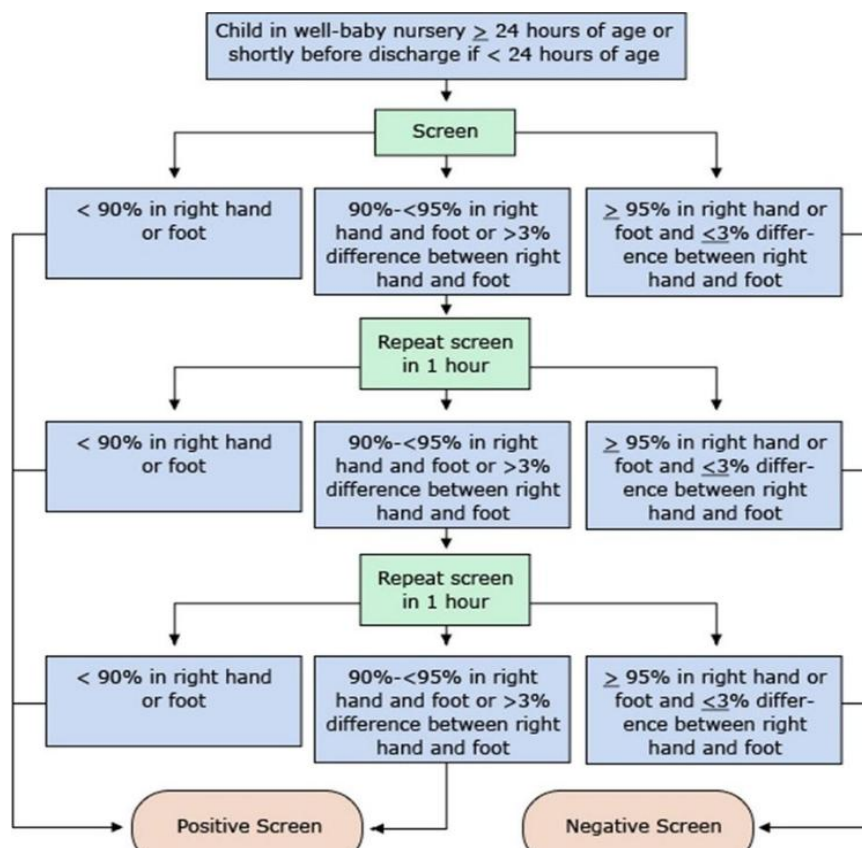 Child in well-baby nursery ≥ 24 hours of age or
shortly before discharge if < 24 hours of age
Screen
< 90% in right hand
or foot
90%-<95% in right
hand and foot or >3%
difference between right
hand and foot
≥ 95% in right hand or
foot and ≤3% differ-
ence between right
hand and foot
Repeat screen
in 1 hour
< 90% in right hand
or foot
90%-<95% in right
hand and foot or >3%
difference between right
hand and foot
≥ 95% in right hand or
foot and ≤3% differ-
ence between right
hand and foot
Repeat screen
in 1 hour
< 90% in right hand
or foot
90%-<95% in right
hand and foot or >3%
difference between right
hand and foot
≥ 95% in right hand or
foot and ≤3% differ-
ence between right
hand and foot
Positive Screen
Negative Screen